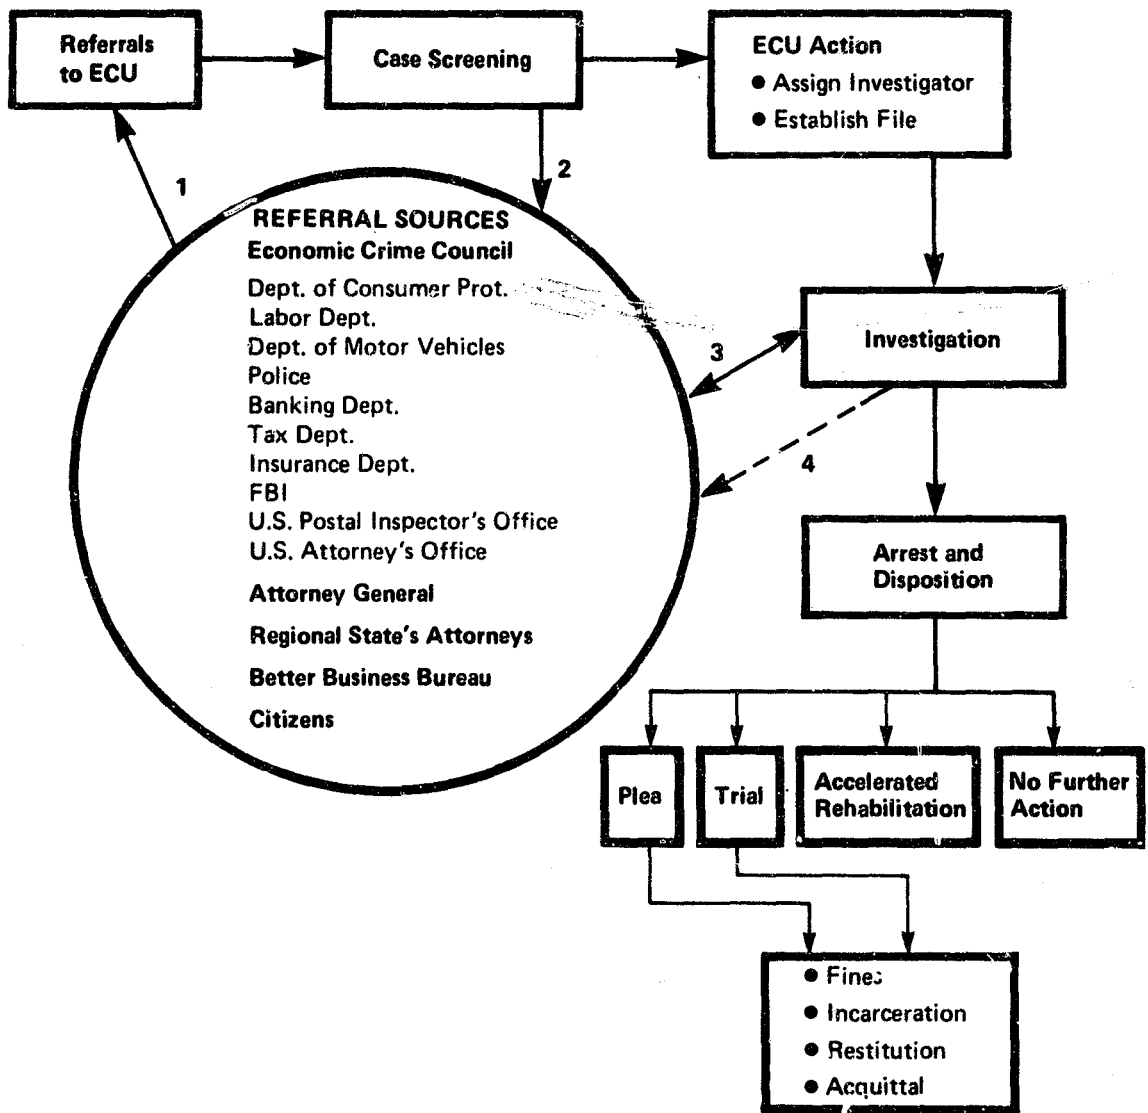 Referrals
to ECU
Case Screening
ECU Action
● Assign Investigator
● Establish File
1
2
REFERRAL SOURCES
Economic Crime Council
Dept. of Consumer Prot.
Labor Dept.
Dept. of Motor Vehicles
Police
Banking Dept.
Tax Dept.
Insurance Dept.
FBI
U.S. Postal Inspector's Office
U.S. Attorney's Office
Attorney General
Regional State's Attorneys
Better Business Bureau
Citizens
3
Investigation
4
Arrest and
Disposition
Plea
Trial
Accelerated
Rehabilitation
No Further
Action
● Fines
● Incarceration
● Restitution
● Acquittal